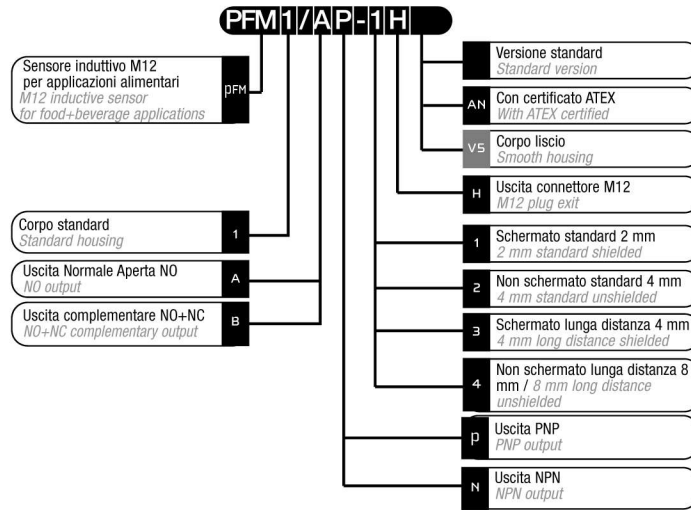 PFM1/AP-1H
Sensore induttivo M12
per applicazioni alimentari
M12 inductive sensor
for food+beverage applications
PFM
Corpo standard
Standard housing
1
Uscita Normale Aperta NO
NO output
A
Uscita complementare NO+NC
NO+NC complementary output
B
Versione standard
Standard version
AN
Con certificato ATEX
With ATEX certified
VS
Corpo liscio
Smooth housing
H
Uscita connettore M12
M12 plug exit
1
Schermato standard 2 mm
2 mm standard shielded
2
Non schermato standard 4 mm
4 mm standard unshielded
3
Schermato lunga distanza 4 mm
4 mm long distance shielded
4
Non schermato lunga distanza 8
mm / 8 mm long distance
unshielded
P
Uscita PNP
PNP output
N
Uscita NPN
NPN output